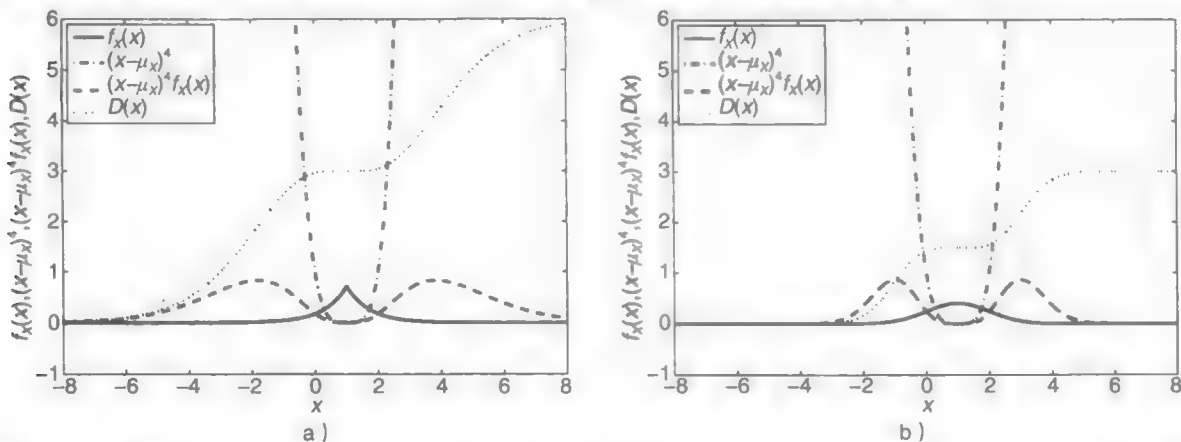 f_x(x), (x−μ_x)^4, (x−μ_x)^4 f_x(x), D(x)
6
5
4
3
2
1
0
−1
f_x(x)
(x−μ_x)^4
(x−μ_x)^4 f_x(x)
D(x)
−8 −6 −4 −2 0 2 4 6 8
x
a)
f_x(x), (x−μ_x)^4, (x−μ_x)^4 f_x(x), D(x)
6
5
4
3
2
1
0
−1
f_x(x)
(x−μ_x)^4
(x−μ_x)^4 f_x(x)
D(x)
−8 −6 −4 −2 0 2 4 6 8
x
b)